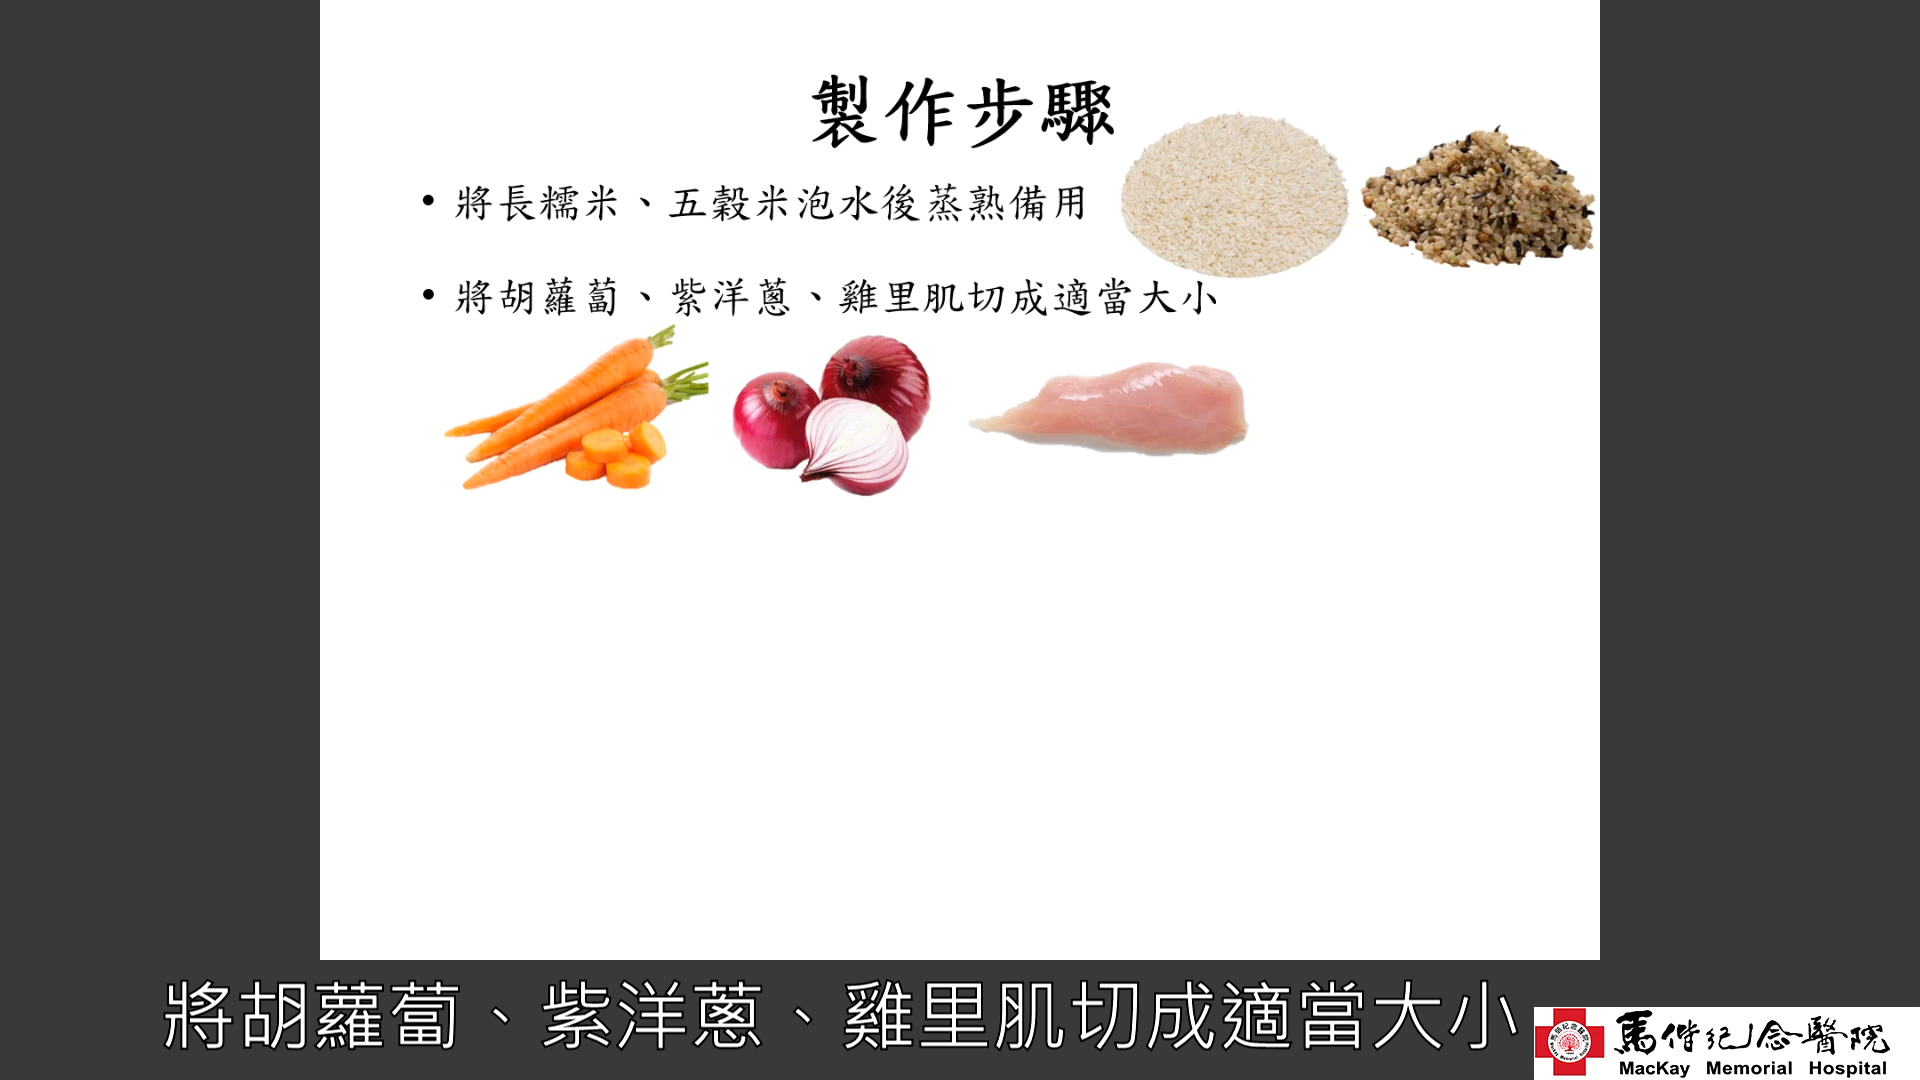 製作步驟
• 將長糯米、五穀米泡水後蒸熟備用
• 將胡蘿蔔、紫洋蔥、雞里肌切成適當大小
將胡蘿蔔、紫洋蔥、雞里肌切成適當大小
馬偕紀念醫院
MacKay Memorial Hospital